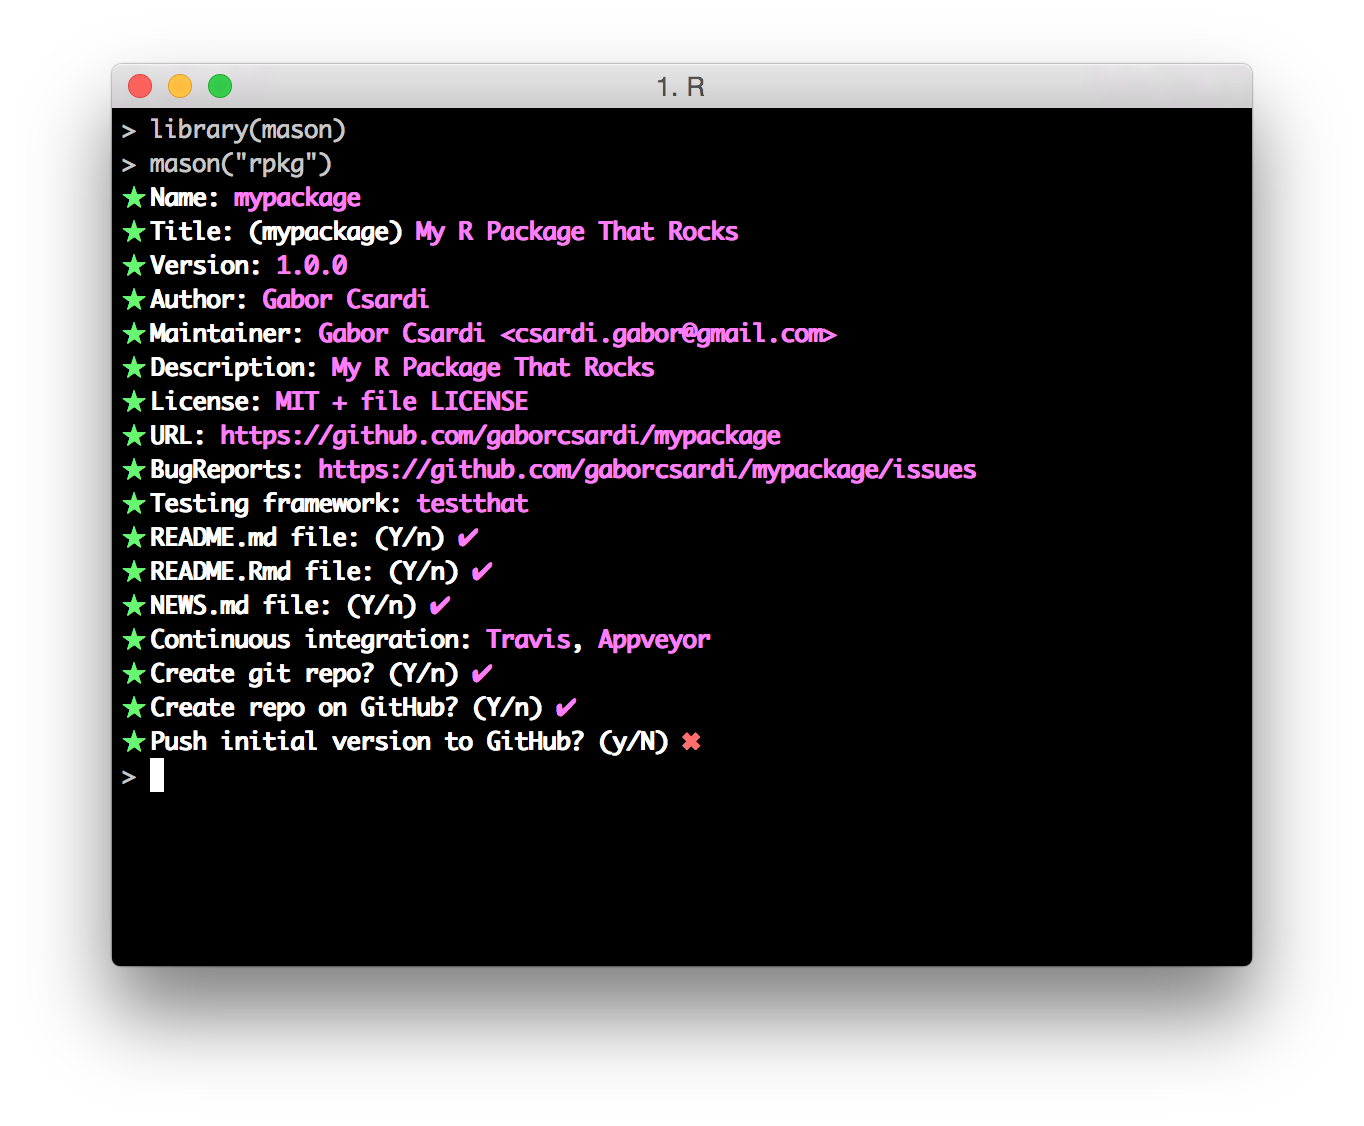 1. R
> library(mason)
> mason("rpkg")
★Name: mypackage
★Title: (mypackage) My R Package That Rocks
★Version: 1.0.0
★Author: Gabor Csardi
★Maintainer: Gabor Csardi <csardi.gabor@gmail.com>
★Description: My R Package That Rocks
★License: MIT + file LICENSE
★URL: https://github.com/gaborcsardi/mypackage
★BugReports: https://github.com/gaborcsardi/mypackage/issues
★Testing framework: testthat
★README.md file: (Y/n) ✔
★README.Rmd file: (Y/n) ✔
★NEWS.md file: (Y/n) ✔
★Continuous integration: Travis, Appveyor
★Create git repo? (Y/n) ✔
★Create repo on GitHub? (Y/n) ✔
★Push initial version to GitHub? (y/N) ✖
>